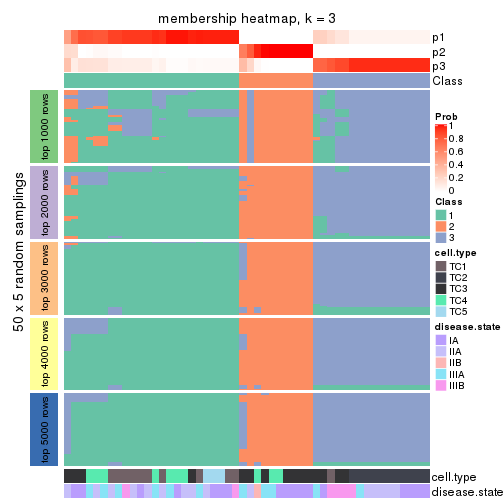 membership heatmap, k = 3
p1
p2
p3
Class
50 x 5 random samplings
top 1000 rows
top 2000 rows
top 3000 rows
top 4000 rows
top 5000 rows
cell.type
disease.state
Prob
1
0.8
0.6
0.4
0.2
0
Class
1
2
3
cell.type
TC1
TC2
TC3
TC4
TC5
disease.state
IA
IIA
IIB
IIIA
IIIB